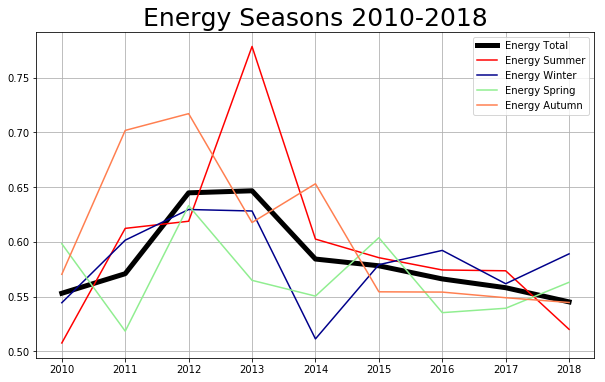 Energy Seasons 2010-2018
Energy Total
Energy Summer
Energy Winter
Energy Spring
Energy Autumn
0.75
0.70
0.65
0.60
0.55
0.50
2010 2011 2012 2013 2014 2015 2016 2017 2018